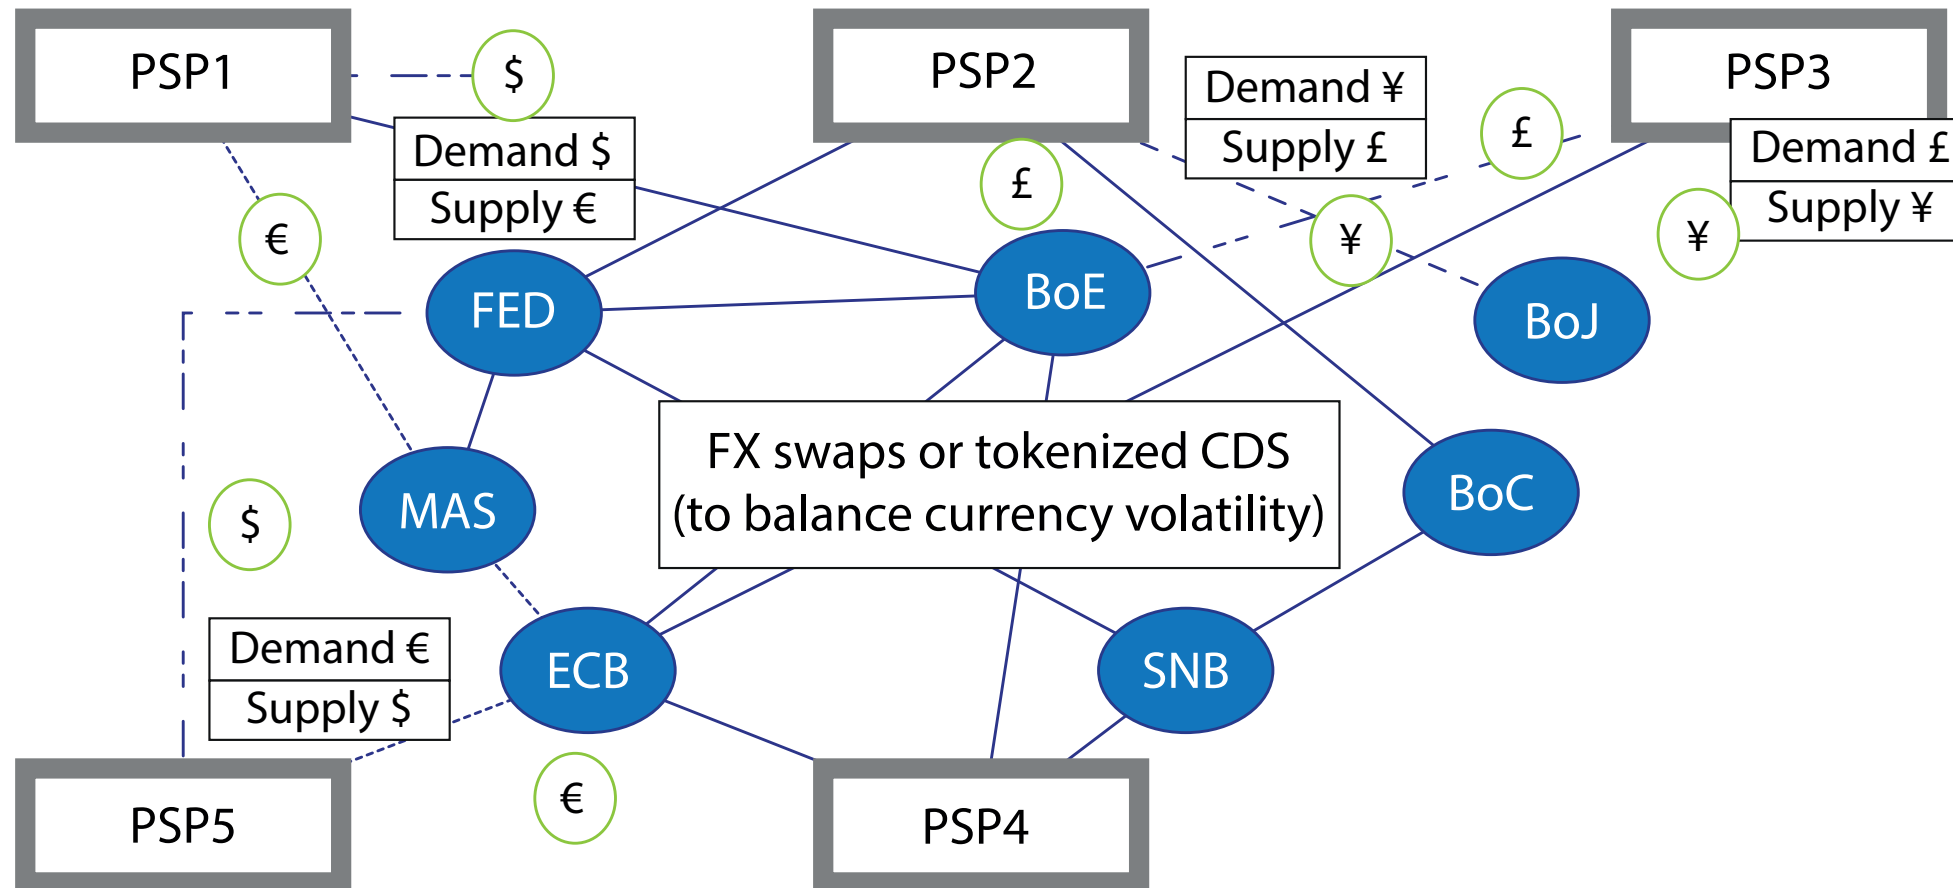 PSP1
$
PSP2
PSP3
Demand ¥
Supply £
£
Demand $
Supply €
Demand £
Supply ¥
£
€
¥
¥
FED
BoE
BoJ
FX swaps or tokenized CDS
(to balance currency volatility)
MAS
BoC
$
Demand €
Supply $
ECB
SNB
€
PSP5
PSP4